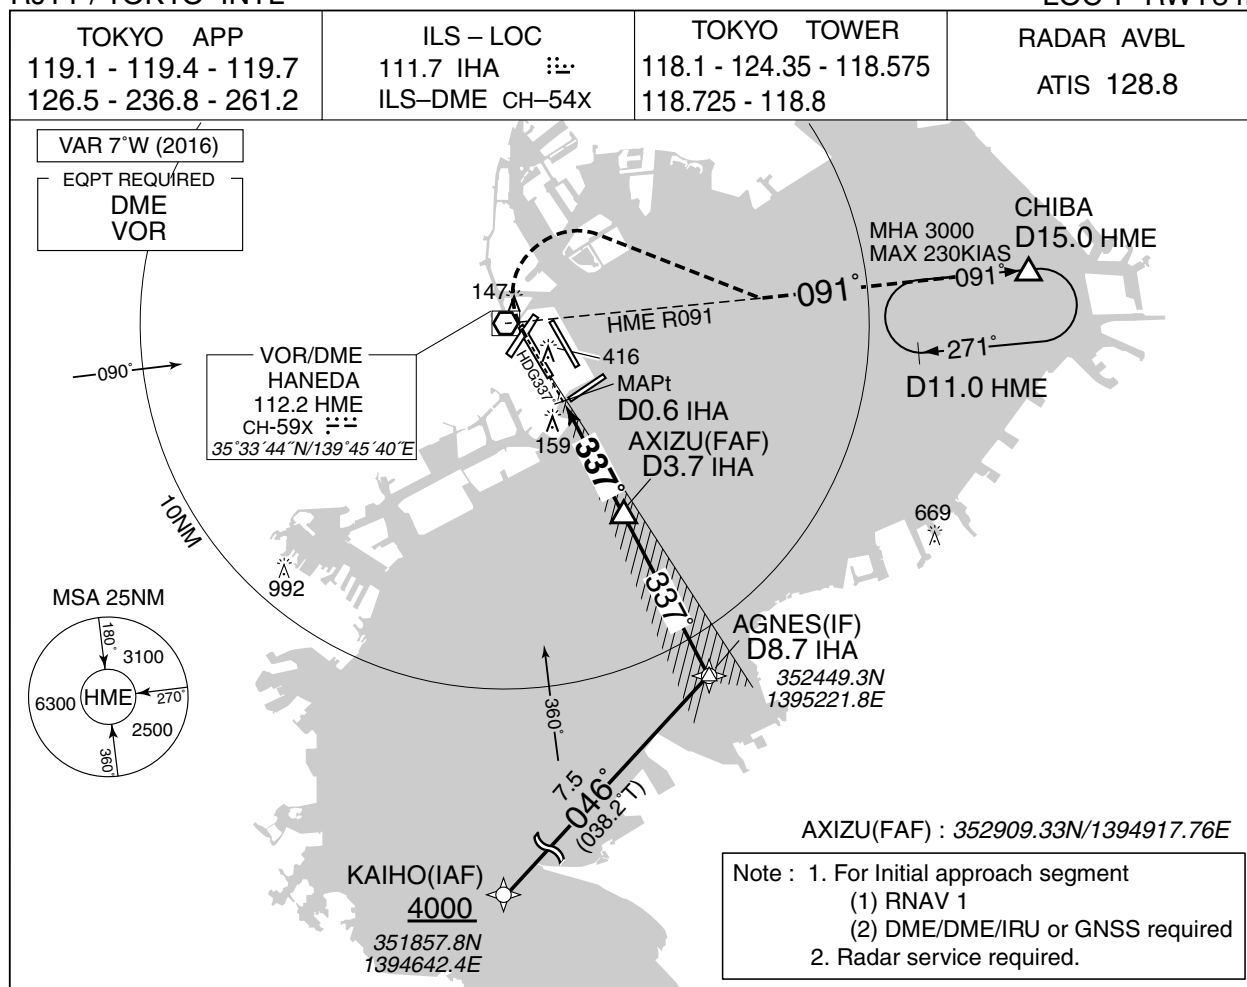 TOKYO APP
119.1 - 119.4 - 119.7
126.5 - 236.8 - 261.2
ILS – LOC
111.7 IHA
ILS–DME CH–54X
TOKYO TOWER
118.1 - 124.35 - 118.575
118.725 - 118.8
RADAR AVBL
ATIS 128.8
VAR 7°W (2016)
EQPT REQUIRED
DME
VOR
CHIBA
D15.0 HME
MHA 3000
MAX 230KIAS
091°
091°
271°
D11.0 HME
147
HME R091
HDG337°
416
MAPt
D0.6 IHA
159
VOR/DME
HANEDA
112.2 HME
CH-59X
35°33´44˝N/139°45´40˝E
090°
AXIZU(FAF)
D3.7 IHA
337°
10NM
669
992
337°
AGNES(IF)
D8.7 IHA
352449.3N
1395221.8E
MSA 25NM
180°
3100
6300
HME
270°
2500
360°
360°
7.5
046°
(038.2°T)
KAIHO(IAF)
4000
351857.8N
1394642.4E
AXIZU(FAF) : 352909.33N/1394917.76E
Note : 1. For Initial approach segment
(1) RNAV 1
(2) DME/DME/IRU or GNSS required
2. Radar service required.